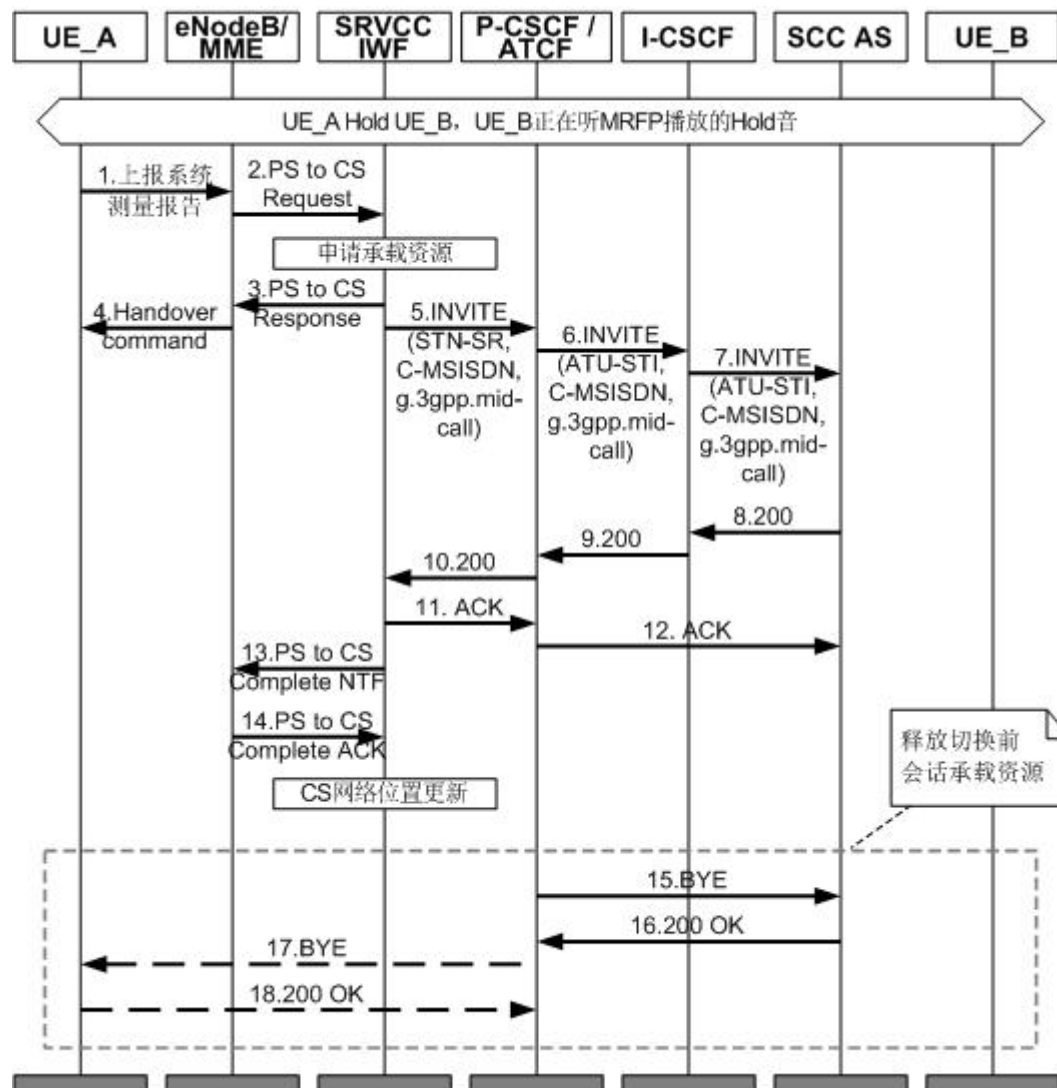 UE_A
eNodeB/
MME
SRVCC
IWF
P-CSCF /
ATCF
I-CSCF
SCC AS
UE_B
UE_A Hold UE_B，UE_B正在听MRFP播放的Hold音
1.上报系统
测量报告
2.PS to CS
Request
申请承载资源
3.PS to CS
Response
4.Handover
command
5.INVITE
(STN-SR,
C-MSISDN,
g.3gpp.mid-
call)
6.INVITE
(ATU-STI,
C-MSISDN,
g.3gpp.mid-
call)
7.INVITE
(ATU-STI,
C-MSISDN,
g.3gpp.mid-
call)
8.200
9.200
10.200
11. ACK
12. ACK
13.PS to CS
Complete NTF
14.PS to CS
Complete ACK
CS网络位置更新
释放切换前
会话承载资源
15.BYE
16.200 OK
17.BYE
18.200 OK